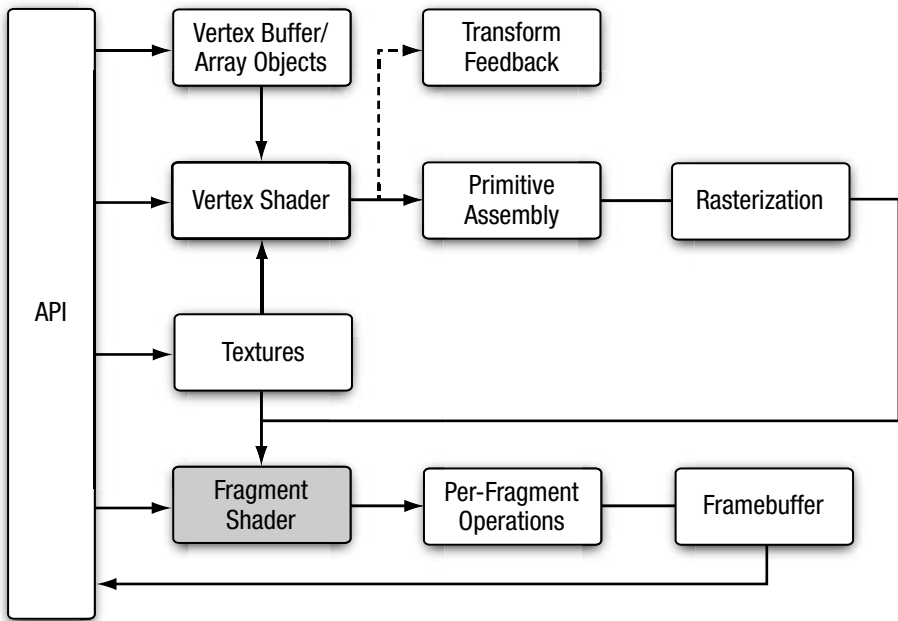 API
Vertex Buffer/
Array Objects
Transform
Feedback
Vertex Shader
Primitive
Assembly
Rasterization
Textures
Fragment
Shader
Per-Fragment
Operations
Framebuffer